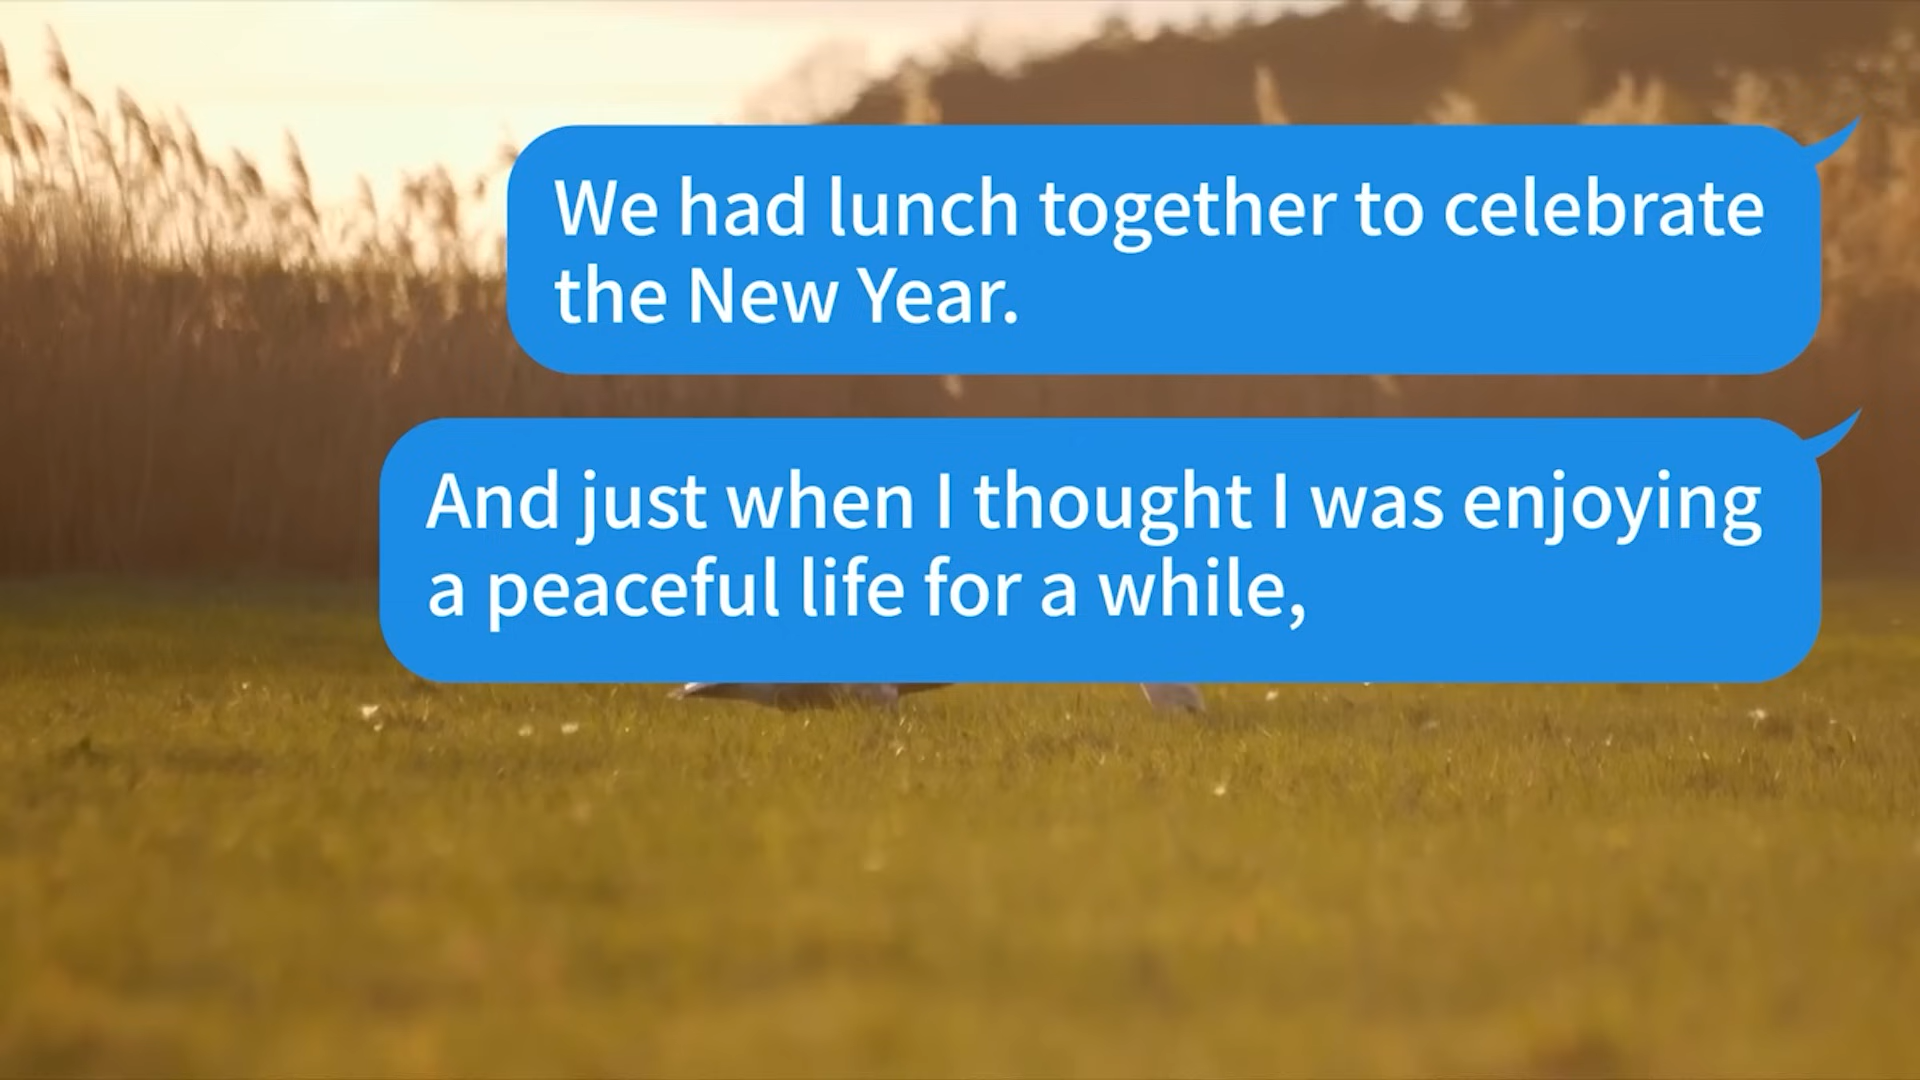 We had lunch together to celebrate
the New Year.
And just when I thought I was enjoying
a peaceful life for a while,